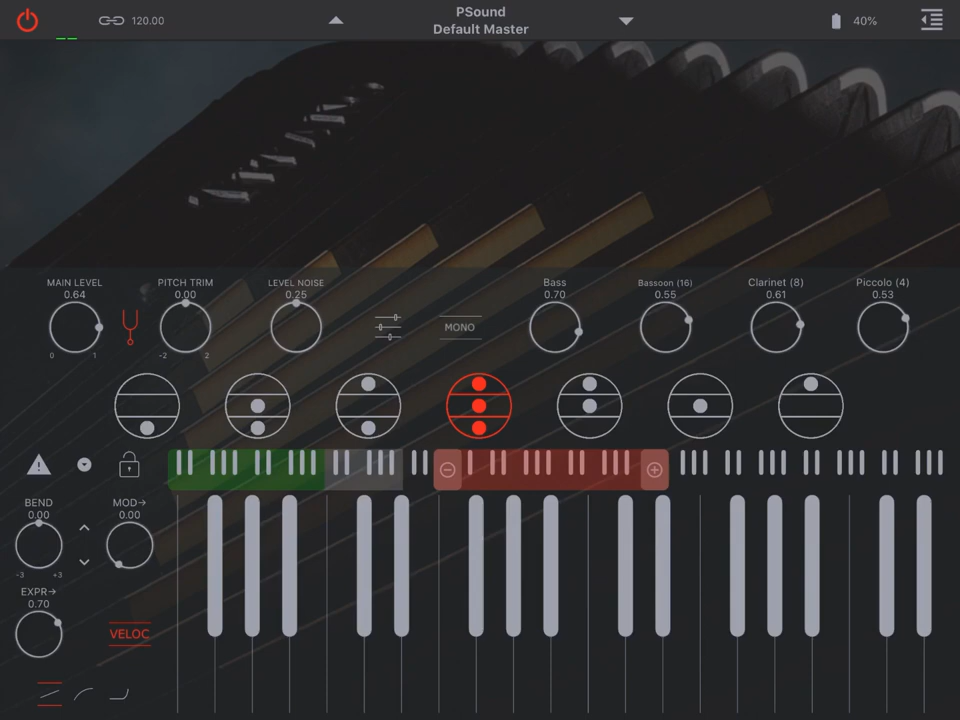 120.00
PSound
Default Master
40%
MAIN LEVEL
0.64
0 1
PITCH TRIM
0.00
-2 2
LEVEL NOISE
0.25
MONO
Bass
0.70
Bassoon (16)
0.55
Clarinet (8)
0.61
Piccolo (4)
0.53
BEND
0.00
-3 +3
MOD→
0.00
EXPR→
0.70
VELOC